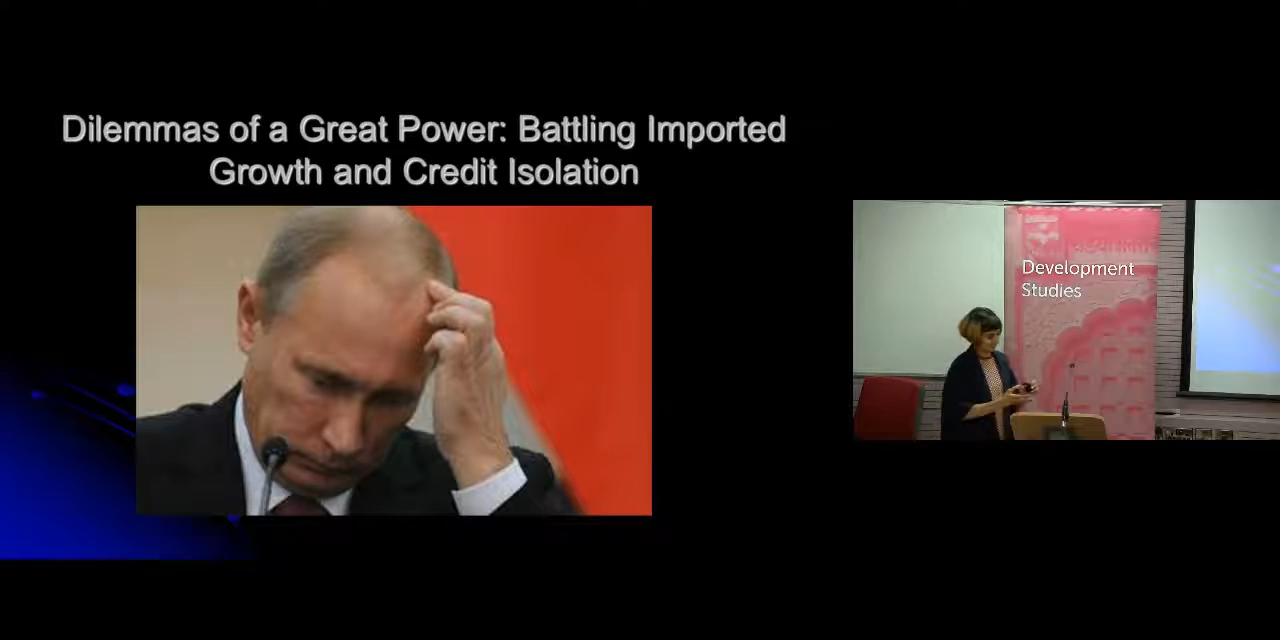 Dilemmas of a Great Power: Battling Imported
Growth and Credit Isolation
Development
Studies